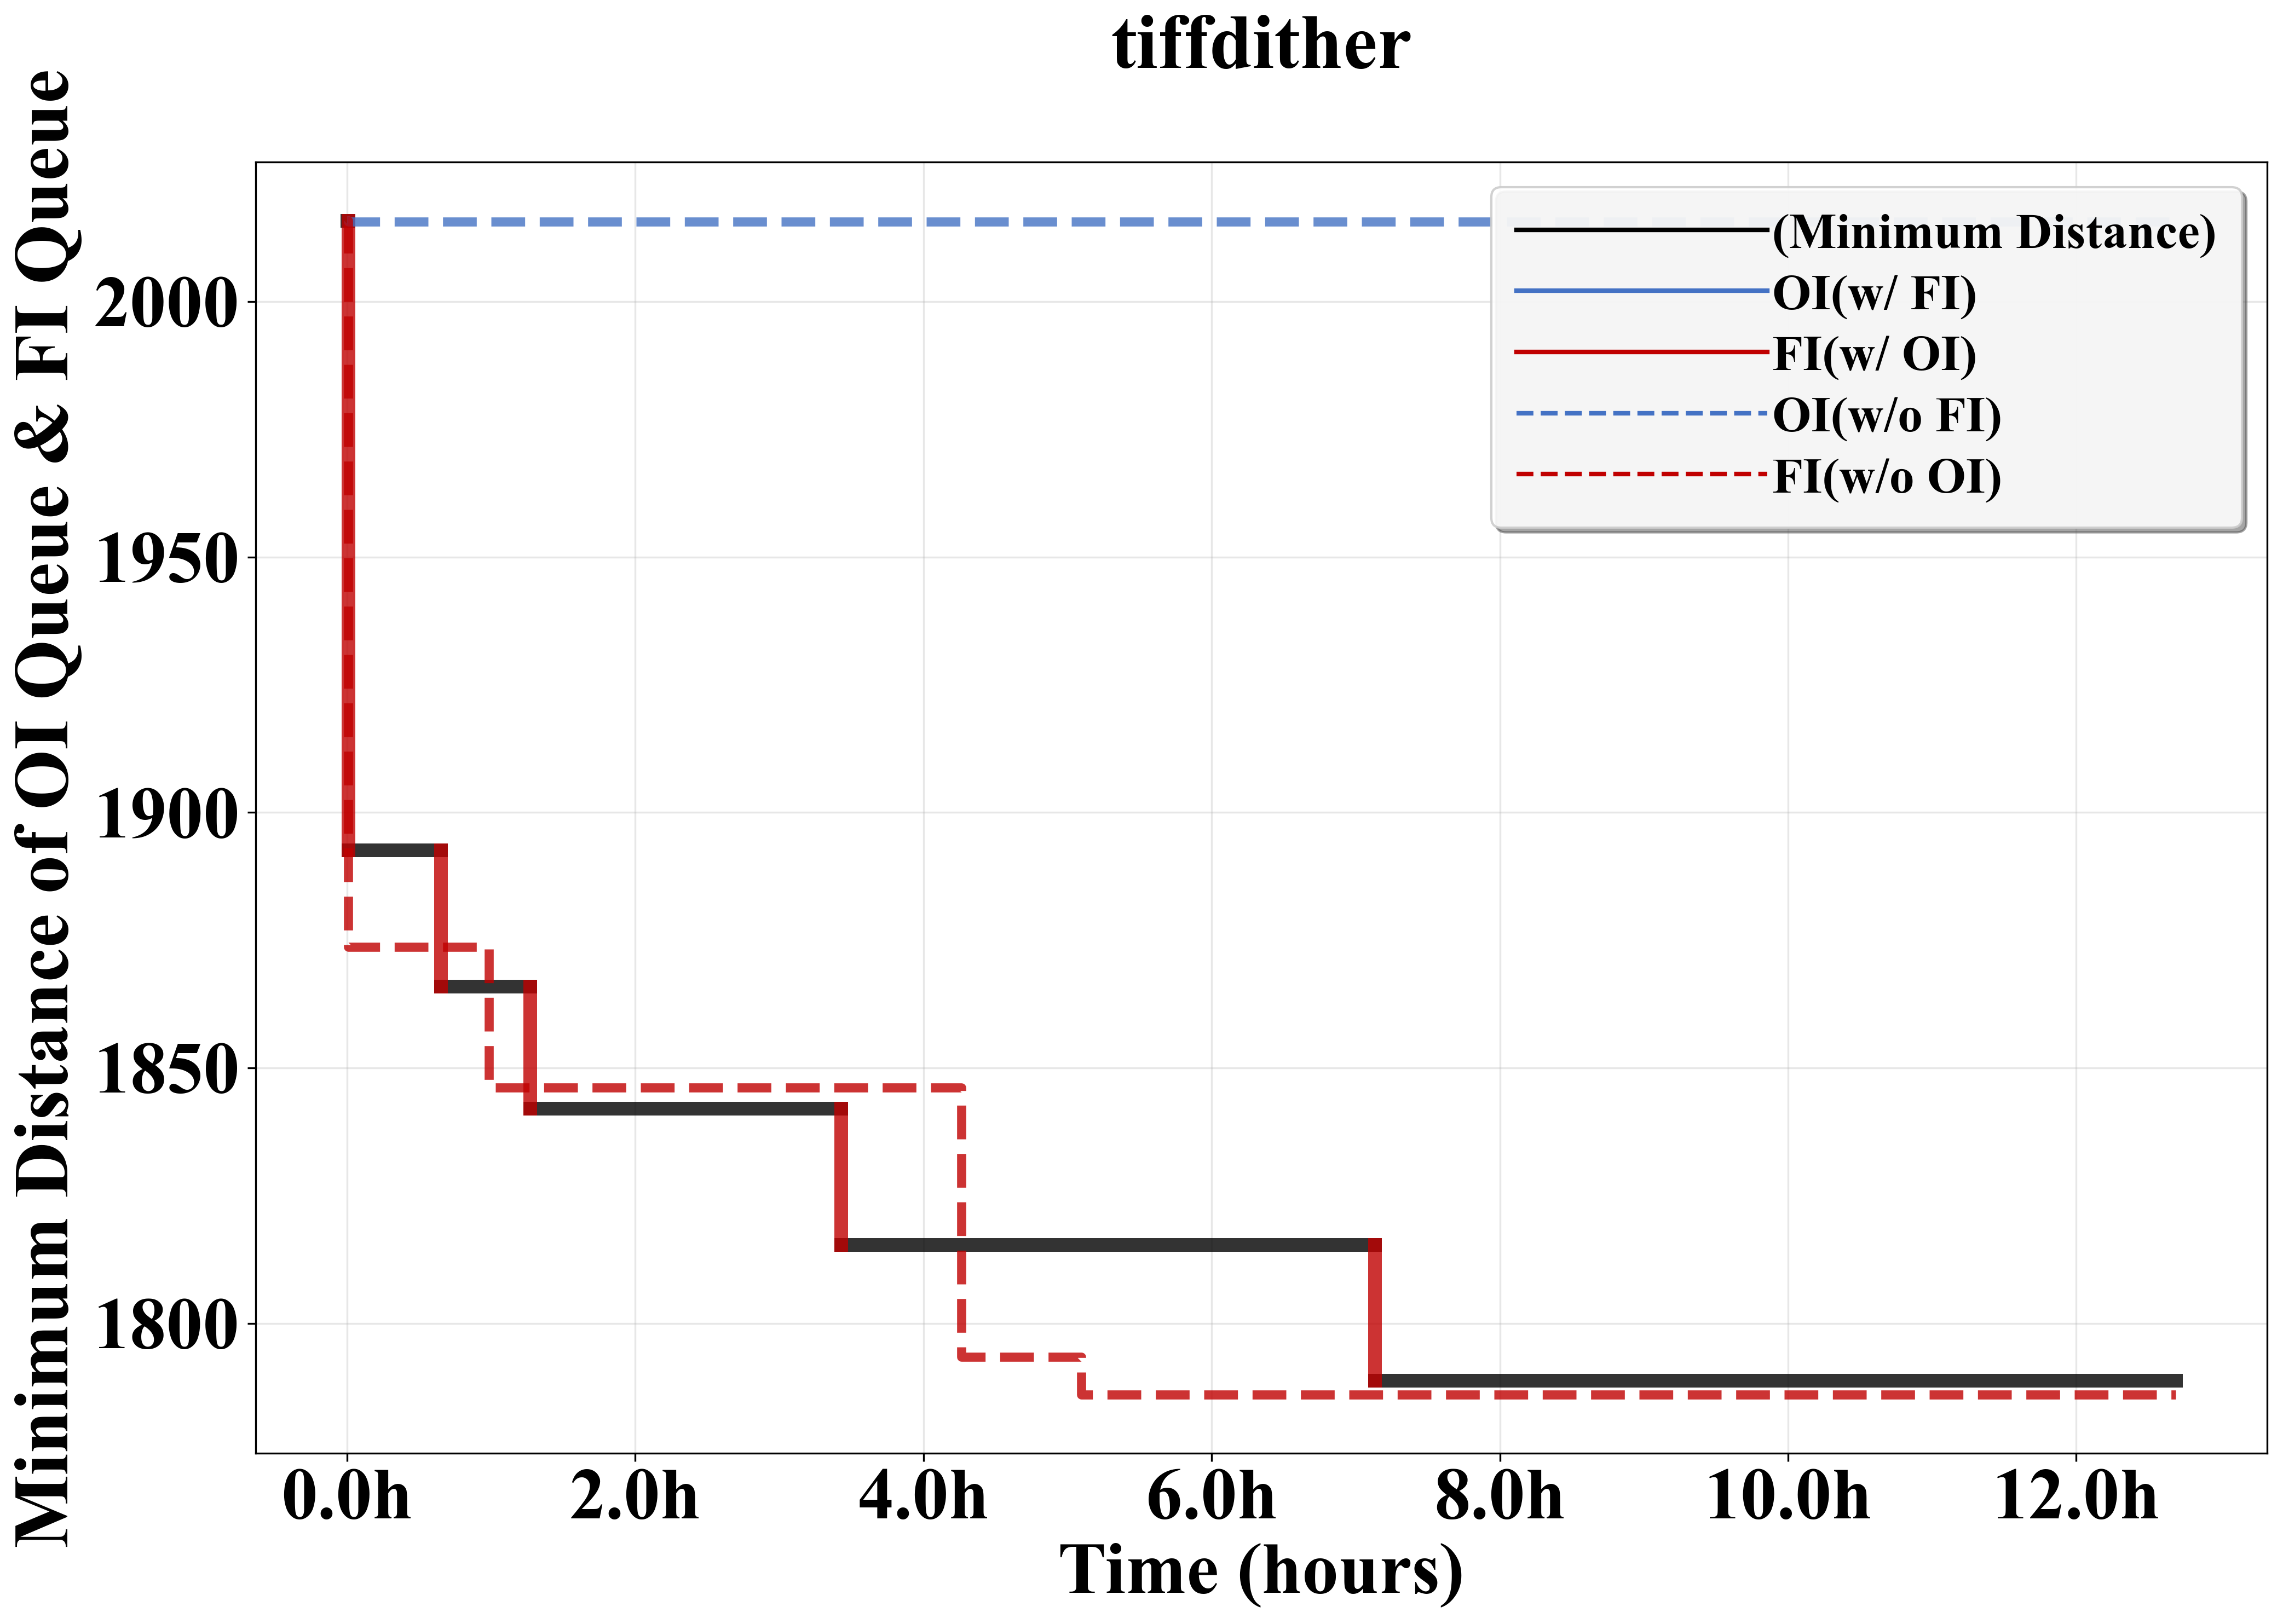 tiffdither
Minimum Distance of OI Queue & FI Queue
2000
1950
1900
1850
1800
(Minimum Distance)
OI(w/ FI)
FI(w/ OI)
OI(w/o FI)
FI(w/o OI)
0.0h 2.0h 4.0h 6.0h 8.0h 10.0h 12.0h
Time (hours)